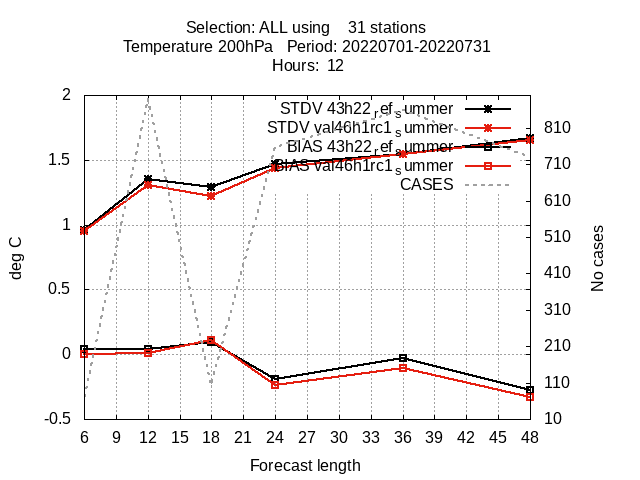 Selection: ALL using    31 stations
Temperature 200hPa   Period: 20220701-20220731
Hours:  12
STDV 43h22_ref_summer
STDV val46h1rc1_summer
BIAS 43h22_ref_summer
BIAS val46h1rc1_summer
CASES
deg C
2
1.5
1
0.5
0
-0.5
No cases
810
710
610
510
410
310
210
110
10
6 9 12 15 18 21 24 27 30 33 36 39 42 45 48
Forecast length